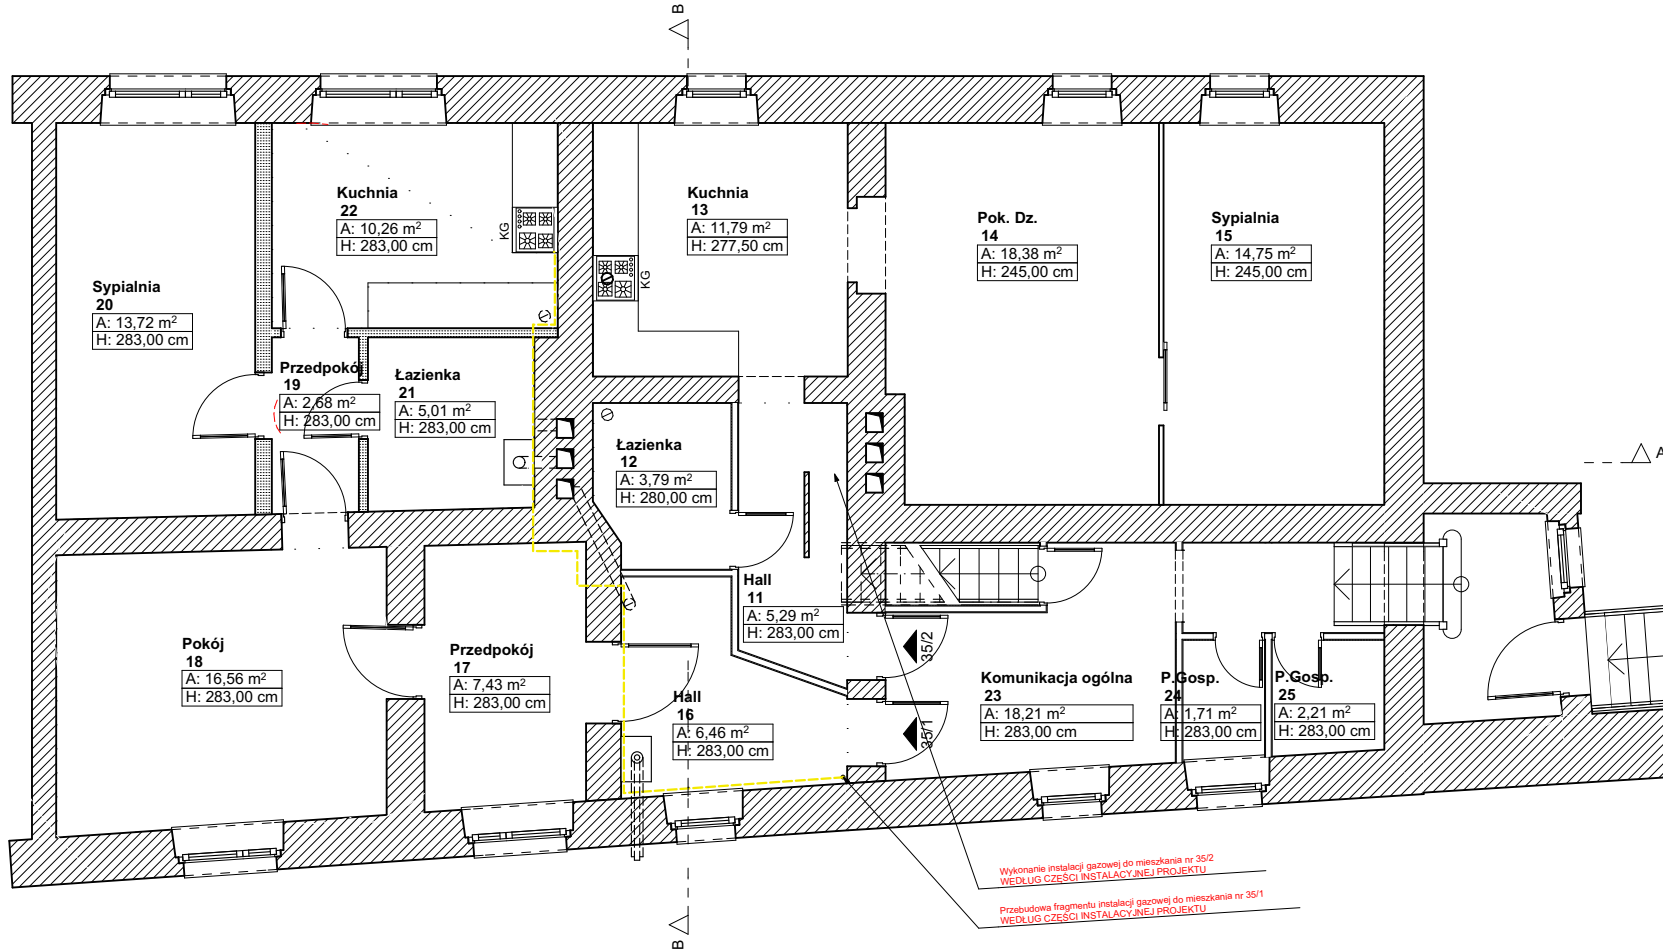 B
Kuchnia
22
A: 10,26 m²
H: 283,00 cm
KG
Kuchnia
13
A: 11,79 m²
H: 277,50 cm
KG
Pok. Dz.
14
A: 18,38 m²
H: 245,00 cm
Sypialnia
15
A: 14,75 m²
H: 245,00 cm
Sypialnia
20
A: 13,72 m²
H: 283,00 cm
Przedpokój
19
A: 2,68 m²
H: 283,00 cm
Łazienka
21
A: 5,01 m²
H: 283,00 cm
Łazienka
12
A: 3,79 m²
H: 280,00 cm
A
Hall
11
A: 5,29 m²
H: 283,00 cm
35/2
Pokój
18
A: 16,56 m²
H: 283,00 cm
Przedpokój
17
A: 7,43 m²
H: 283,00 cm
Hall
16
A: 6,46 m²
H: 283,00 cm
35/1
Komunikacja ogólna
23
A: 18,21 m²
H: 283,00 cm
P.Gosp.
24
A: 1,71 m²
H: 283,00 cm
P.Gosp.
25
A: 2,21 m²
H: 283,00 cm
Wykonanie instalacji gazowej do mieszkania nr 35/2
WEDŁUG CZĘŚCI INSTALACYJNEJ PROJEKTU
Przebudowa fragmentu instalacji gazowej do mieszkania nr 35/1
WEDŁUG CZĘŚCI INSTALACYJNEJ PROJEKTU
B